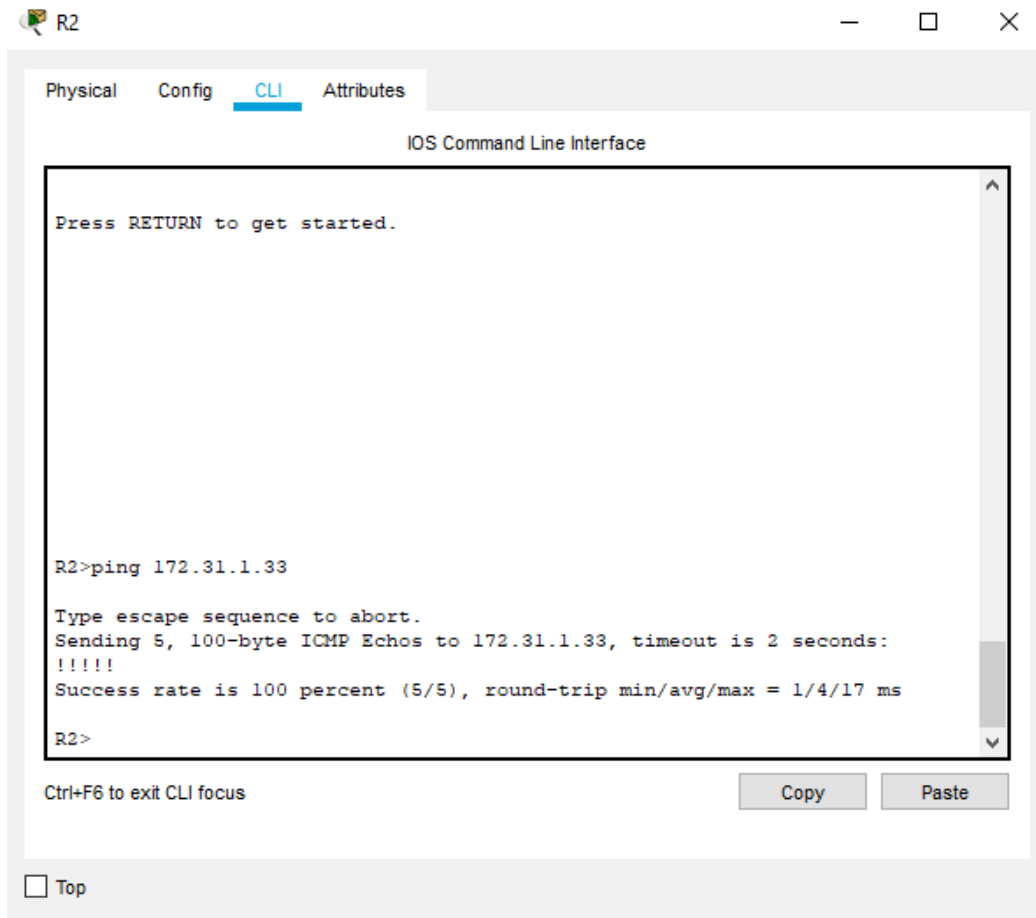 R2
Physical Config CLI Attributes
IOS Command Line Interface
Press RETURN to get started.
R2>ping 172.31.1.33
Type escape sequence to abort.
Sending 5, 100-byte ICMP Echos to 172.31.1.33, timeout is 2 seconds:
!!!!!
Success rate is 100 percent (5/5), round-trip min/avg/max = 1/4/17 ms
R2>
Ctrl+F6 to exit CLI focus
Copy Paste
Top